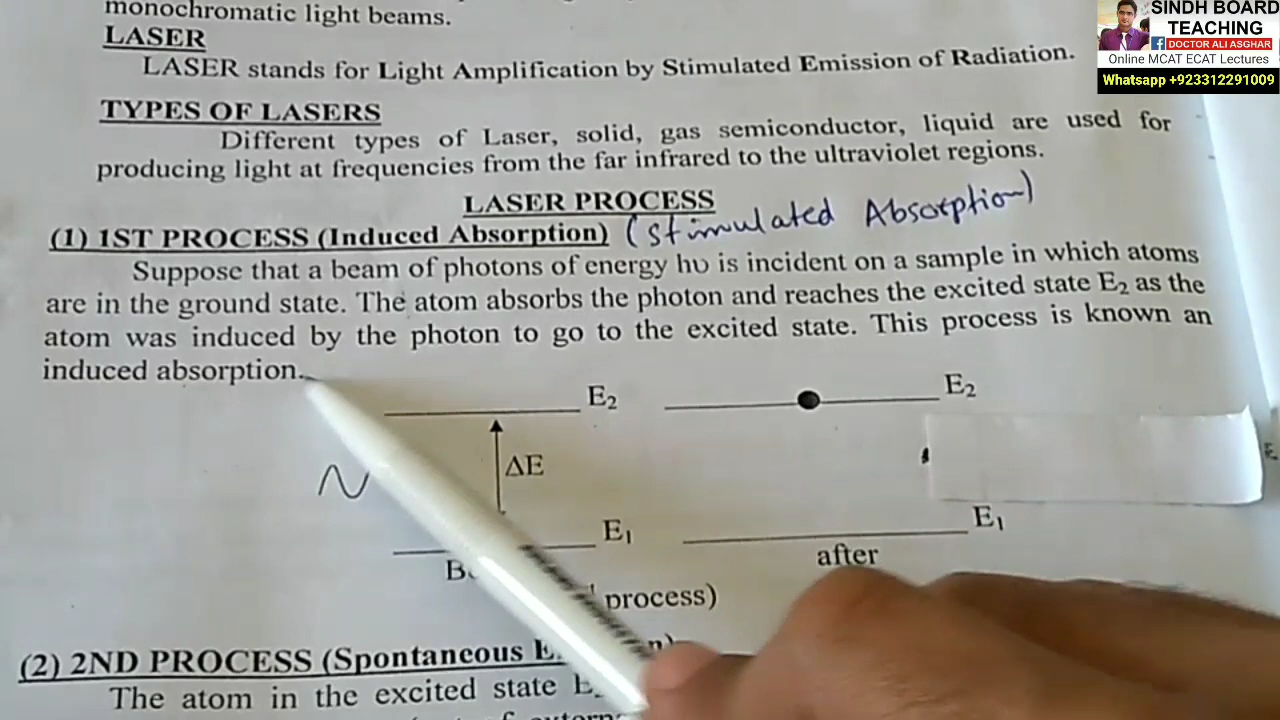 monochromatic light beams.
LASER
LASER stands for Light Amplification by Stimulated Emission of Radiation.
TYPES OF LASERS
Different types of Laser, solid, gas semiconductor, liquid are used for
producing light at frequencies from the far infrared to the ultraviolet regions.
LASER PROCESS
(1) 1ST PROCESS (Induced Absorption) (Stimulated Absorption)
Suppose that a beam of photons of energy hυ is incident on a sample in which atoms
are in the ground state. The atom absorbs the photon and reaches the excited state E₂ as the
atom was induced by the photon to go to the excited state. This process is known an
induced absorption.
E₂
E₂
ΔE
E₁
E₁
after
process)
(2) 2ND PROCESS (Spontaneous
The atom in the excited state
SINDH BOARD
TEACHING
DOCTOR ALI ASGHAR
Online MCAT ECAT Lectures
Whatsapp +923312291009